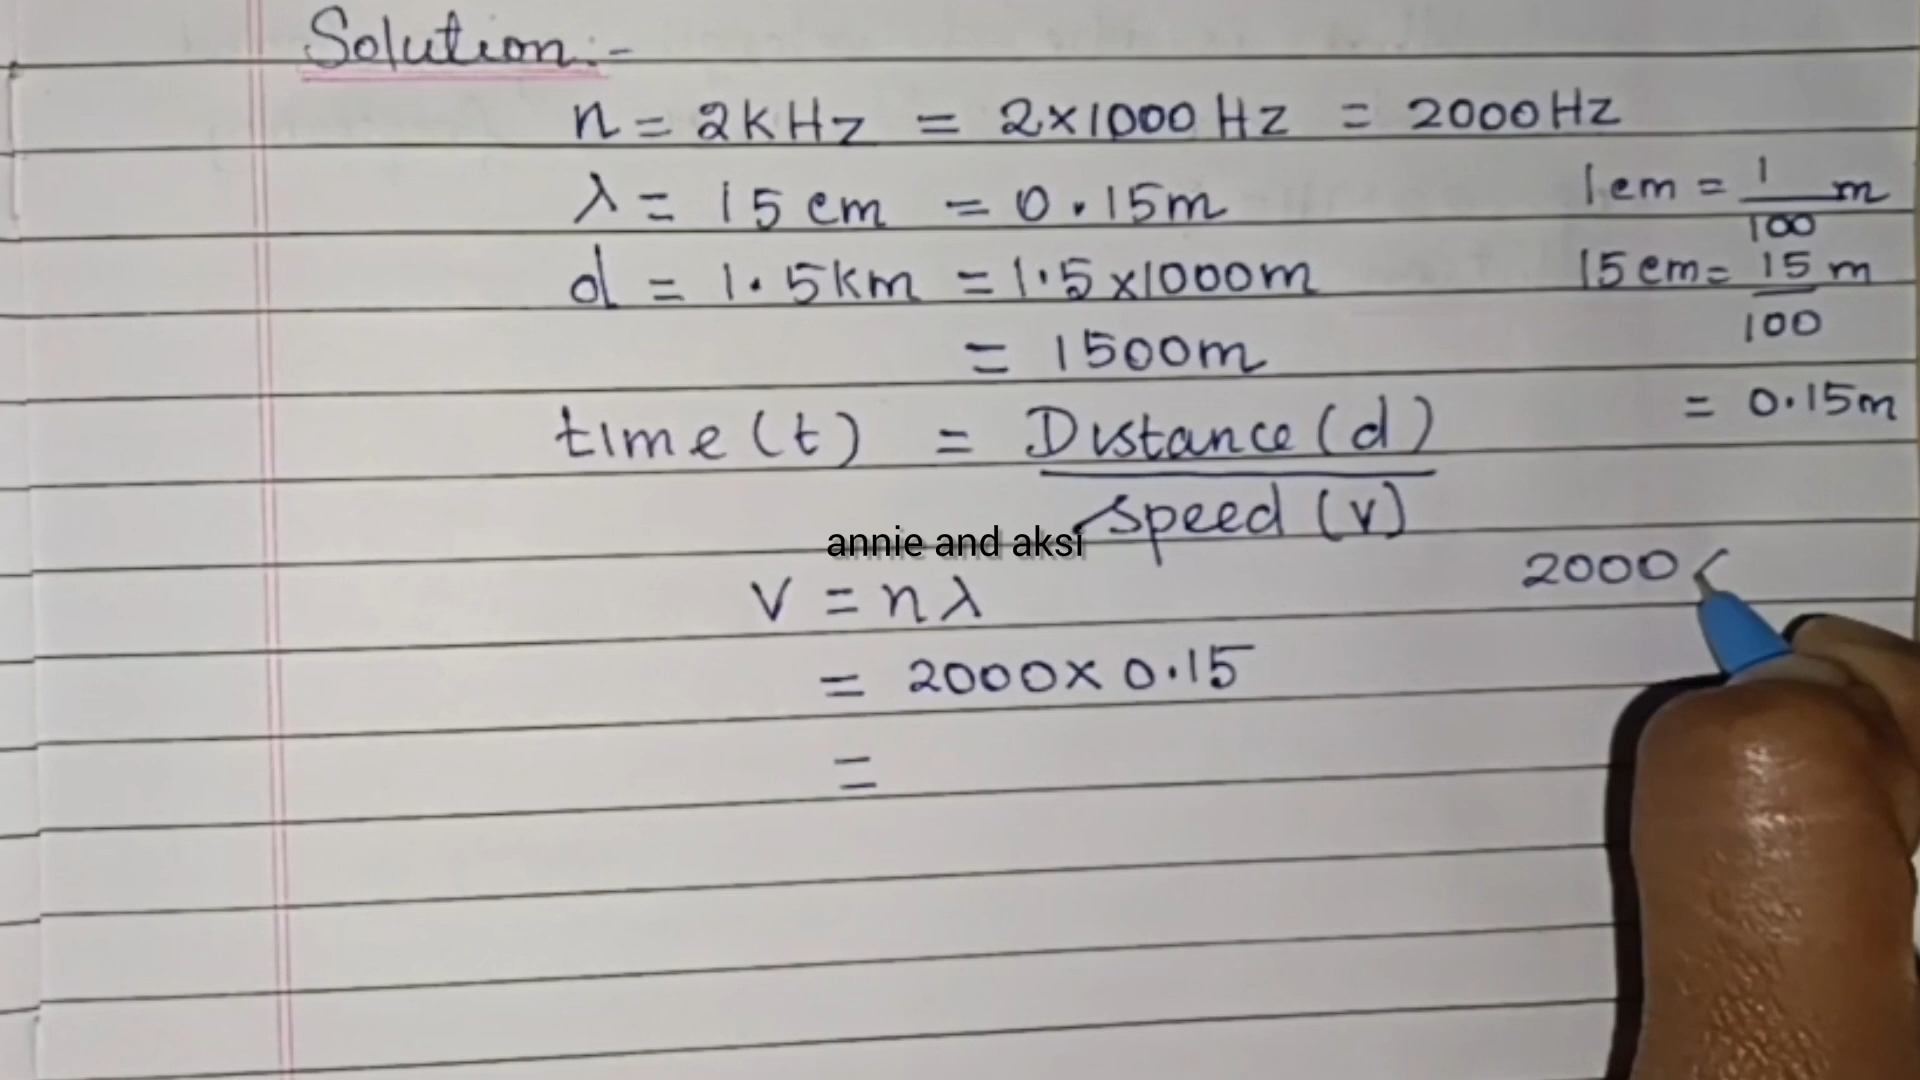 Solution:-
n = 2KHz = 2×1000 Hz = 2000Hz
λ = 15 cm = 0.15m
1cm = 1/100 m
d = 1.5km = 1.5×1000m
15cm = 15/100 m
= 1500m
= 0.15m
time (t) = Distance (d) / speed (v)
annie and aksi
2000
v = nλ
= 2000× 0.15
=